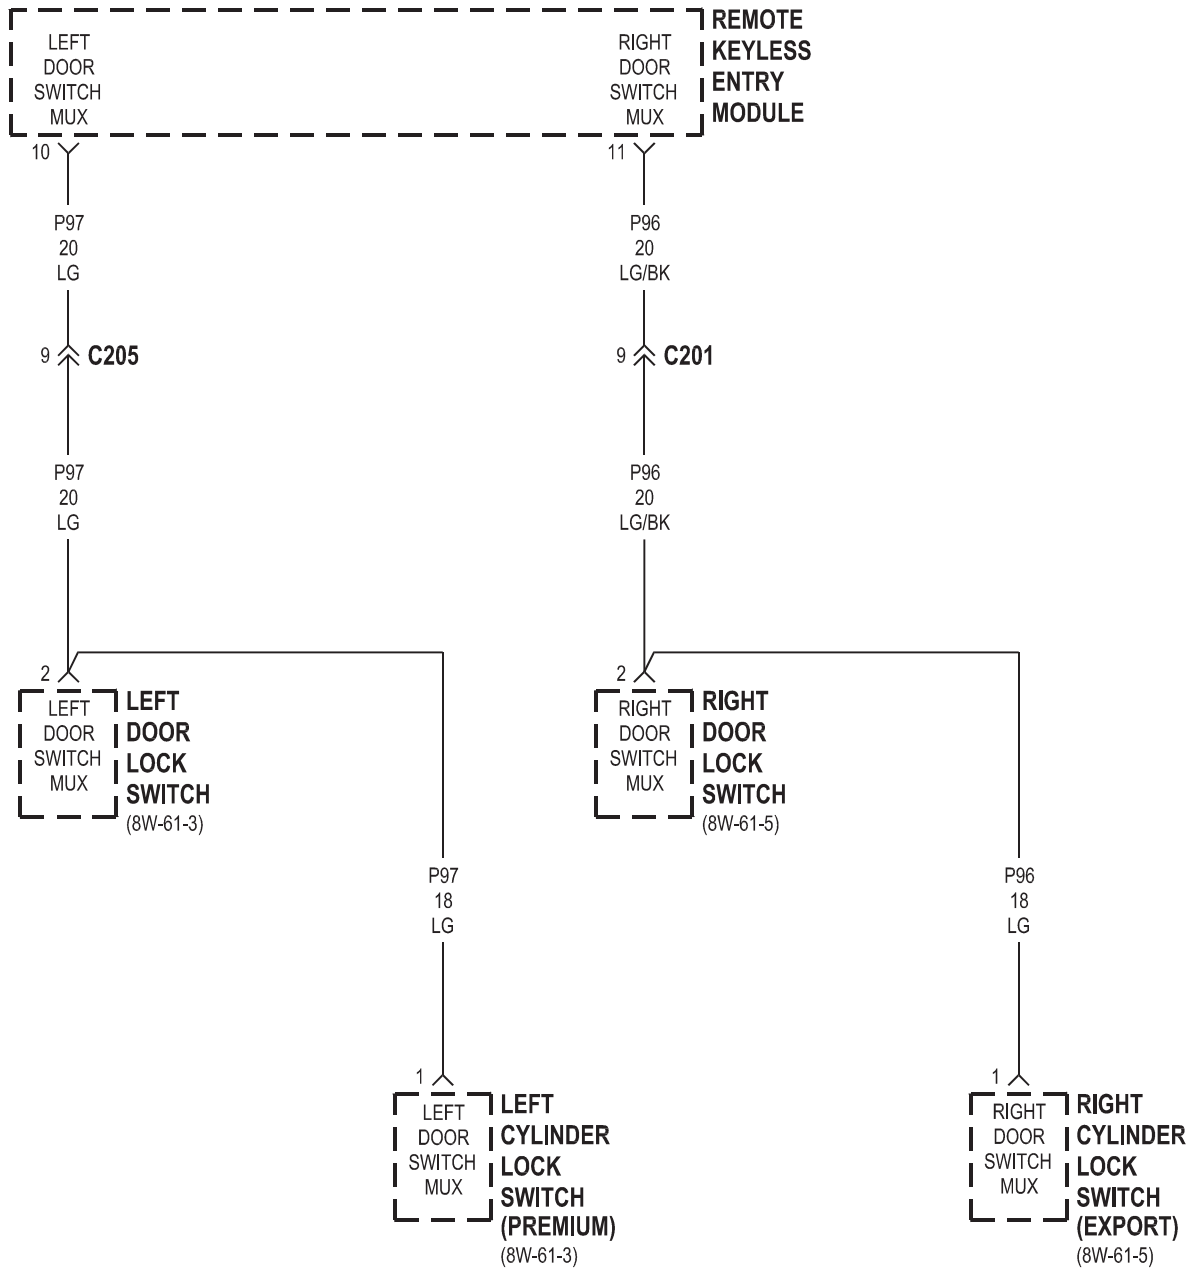 LEFT
DOOR
SWITCH
MUX
RIGHT
DOOR
SWITCH
MUX
REMOTE
KEYLESS
ENTRY
MODULE
10
11
P97
20
LG
P96
20
LG/BK
9
C205
9
C201
P97
20
LG
P96
20
LG/BK
2
LEFT
DOOR
SWITCH
MUX
LEFT
DOOR
LOCK
SWITCH
(8W-61-3)
2
RIGHT
DOOR
SWITCH
MUX
RIGHT
DOOR
LOCK
SWITCH
(8W-61-5)
P97
18
LG
P96
18
LG
1
LEFT
DOOR
SWITCH
MUX
LEFT
CYLINDER
LOCK
SWITCH
(PREMIUM)
(8W-61-3)
1
RIGHT
DOOR
SWITCH
MUX
RIGHT
CYLINDER
LOCK
SWITCH
(EXPORT)
(8W-61-5)